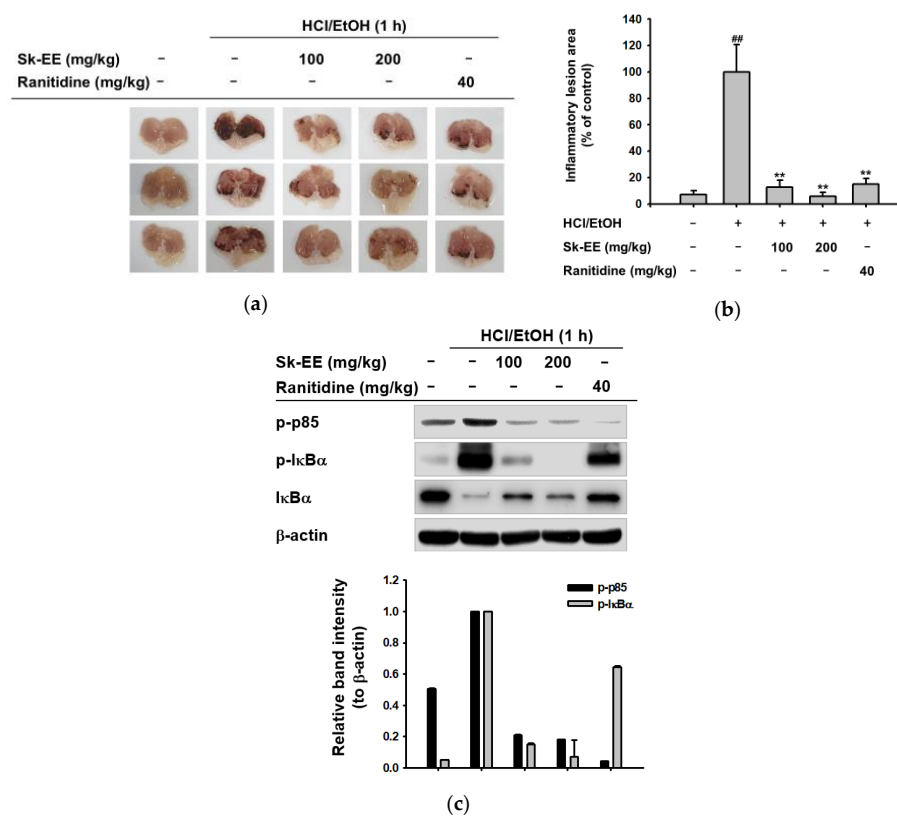 HCl/EtOH (1 h)
Sk-EE (mg/kg) – – 100 200 –
Ranitidine (mg/kg) – – – – 40
(a)
Inflammatory lesion area
(% of control)
140
120
100
80
60
40
20
0
##
** ** **
HCl/EtOH – + + + +
Sk-EE (mg/kg) – – 100 200 –
Ranitidine (mg/kg) – – – – 40
(b)
HCl/EtOH (1 h)
Sk-EE (mg/kg) – – 100 200 –
Ranitidine (mg/kg) – – – – 40
p-p85
p-IκBα
IκBα
β-actin
Relative band intensity
(to β-actin)
1.2
1.0
0.8
0.6
0.4
0.2
0.0
p-p85
p-IκBα
(c)